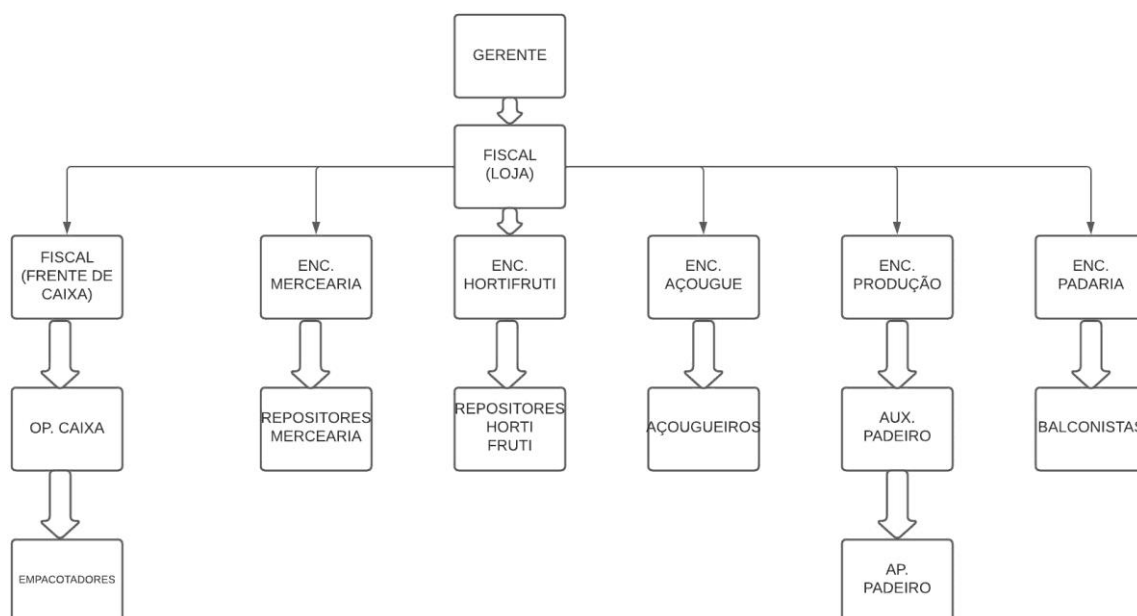 GERENTE
FISCAL
(LOJA)
FISCAL
(FRENTE DE
CAIXA)
ENC.
MERCEARIA
ENC.
HORTIFRUTI
ENC.
AÇOUGUE
ENC.
PRODUÇÃO
ENC.
PADARIA
OP. CAIXA
REPOSITORES
MERCEARIA
REPOSITORES
HORTI
FRUTI
AÇOUGUEIROS
AUX.
PADEIRO
BALCONISTAS
EMPACOTADORES
AP.
PADEIRO